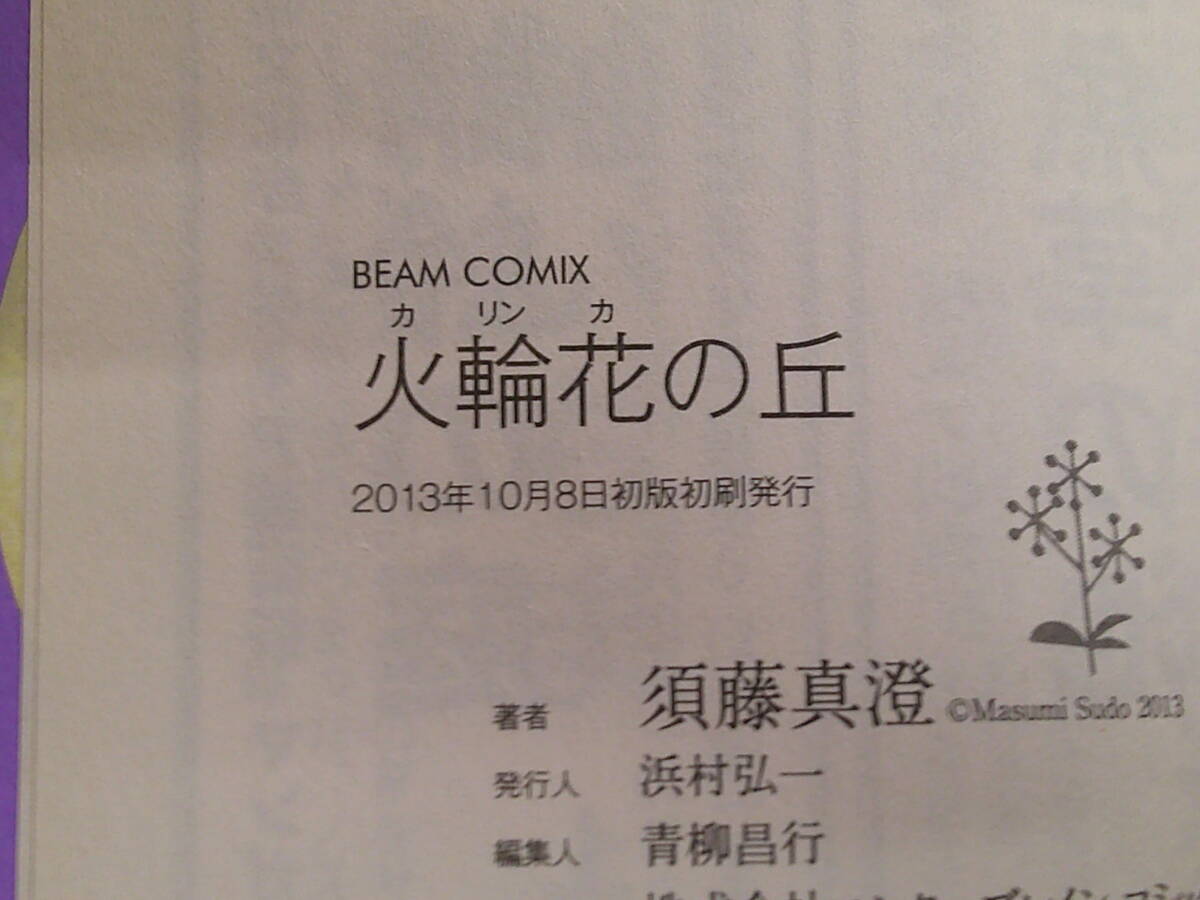 BEAM COMIX
カ リン カ
火輪花の丘
2013年10月8日初版初刷発行
著者 須藤真澄 ©Masumi Sudo 2013
発行人 浜村弘一
編集人 青柳昌行